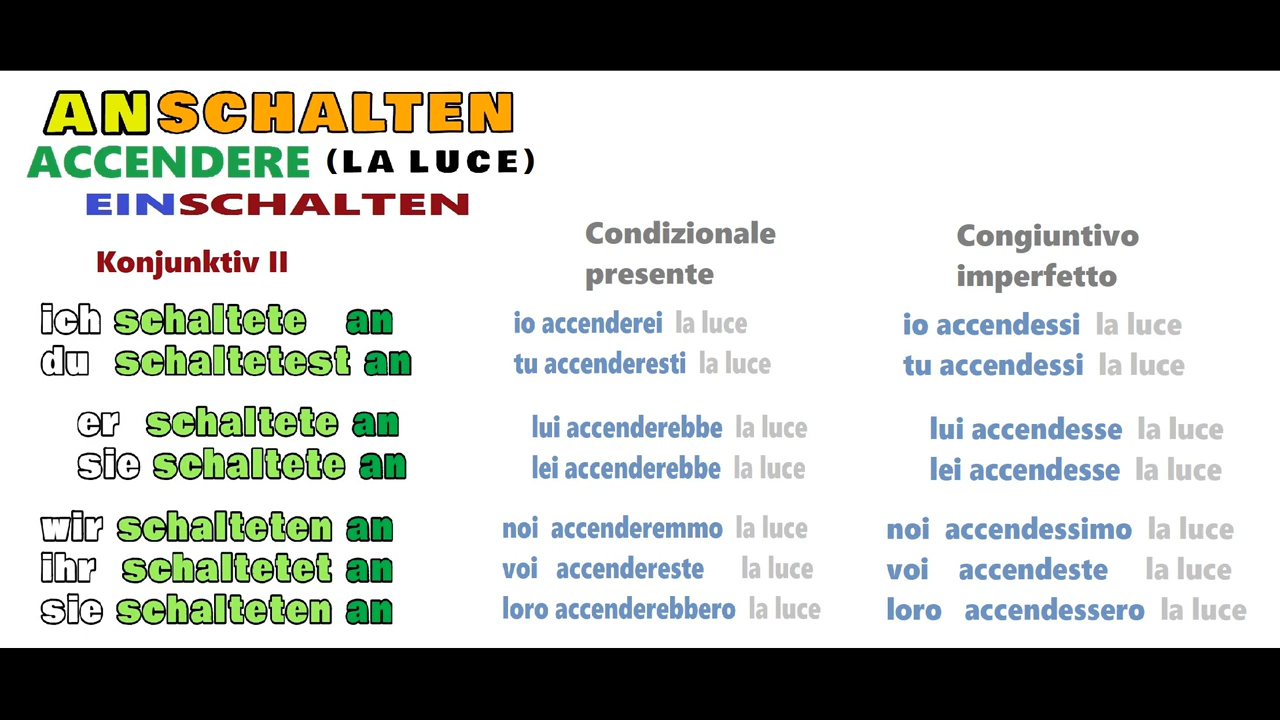 ANSCHALTEN
ACCENDERE (LA LUCE)
EINSCHALTEN
Konjunktiv II
ich schaltete an
du schaltetest an
er schaltete an
sie schaltete an
wir schalteten an
ihr schaltetet an
sie schalteten an
Condizionale
presente
io accenderei la luce
tu accenderesti la luce
lui accenderebbe la luce
lei accenderebbe la luce
noi accenderemmo la luce
voi accendereste la luce
loro accenderebbero la luce
Congiuntivo
imperfetto
io accendessi la luce
tu accendessi la luce
lui accendesse la luce
lei accendesse la luce
noi accendessimo la luce
voi accendeste la luce
loro accendessero la luce